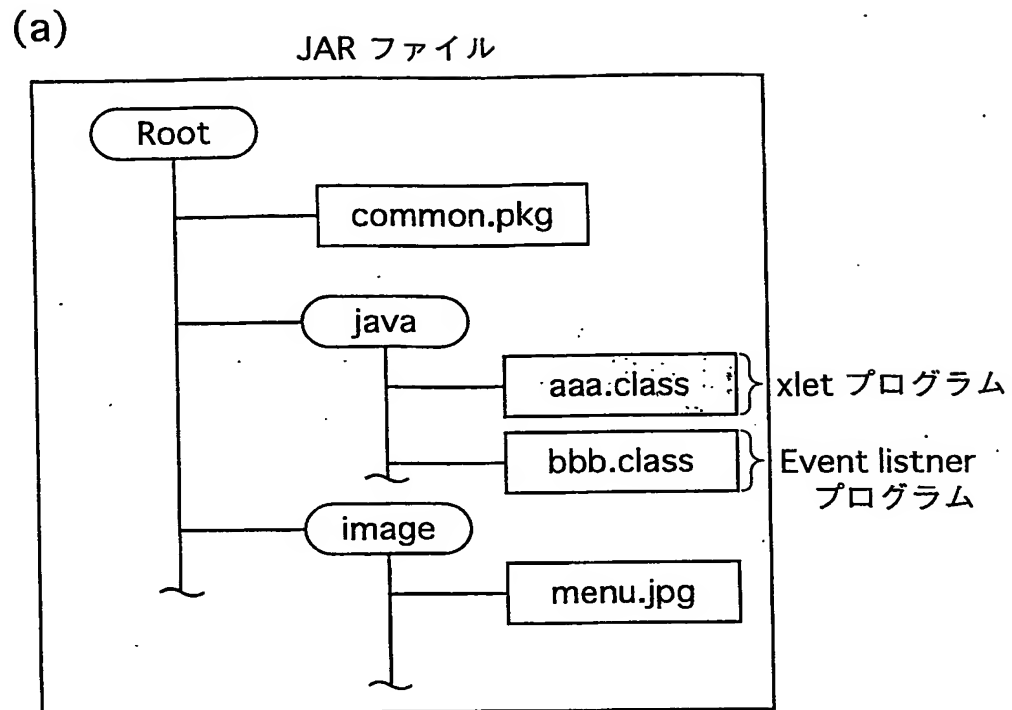 (a)
JAR ファイル
Root
common.pkg
java
aaa.class
xlet プログラム
bbb.class
Event listner
プログラム
image
menu.jpg